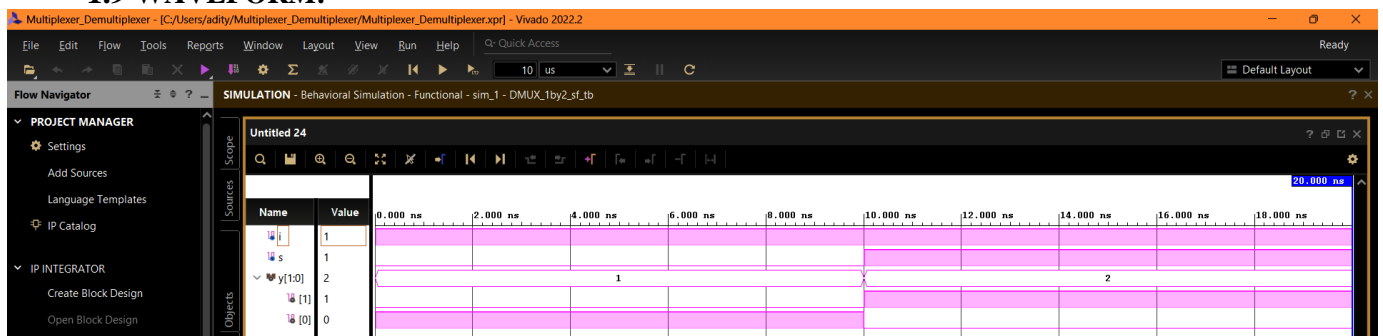 1.9 WAVEFORM:
Multiplexer_Demultiplexer - [C:/Users/adity/Multiplexer_Demultiplexer/Multiplexer_Demultiplexer.xpr] - Vivado 2022.2
File Edit Flow Tools Reports Window Layout View Run Help Q- Quick Access Ready
10 us Default Layout
Flow Navigator ? SIMULATION - Behavioral Simulation - Functional - sim_1 - DMUX_1by2_sf_tb ?
PROJECT MANAGER
Settings
Add Sources
Language Templates
IP Catalog
IP INTEGRATOR
Create Block Design
Open Block Design
Scope
Sources
Objects
Untitled 24 ?
20.000 ns
Name Value 0.000 ns 2.000 ns 4.000 ns 6.000 ns 8.000 ns 10.000 ns 12.000 ns 14.000 ns 16.000 ns 18.000 ns
i 1
s 1
y[1:0] 2 1 2
[1] 1
[0] 0